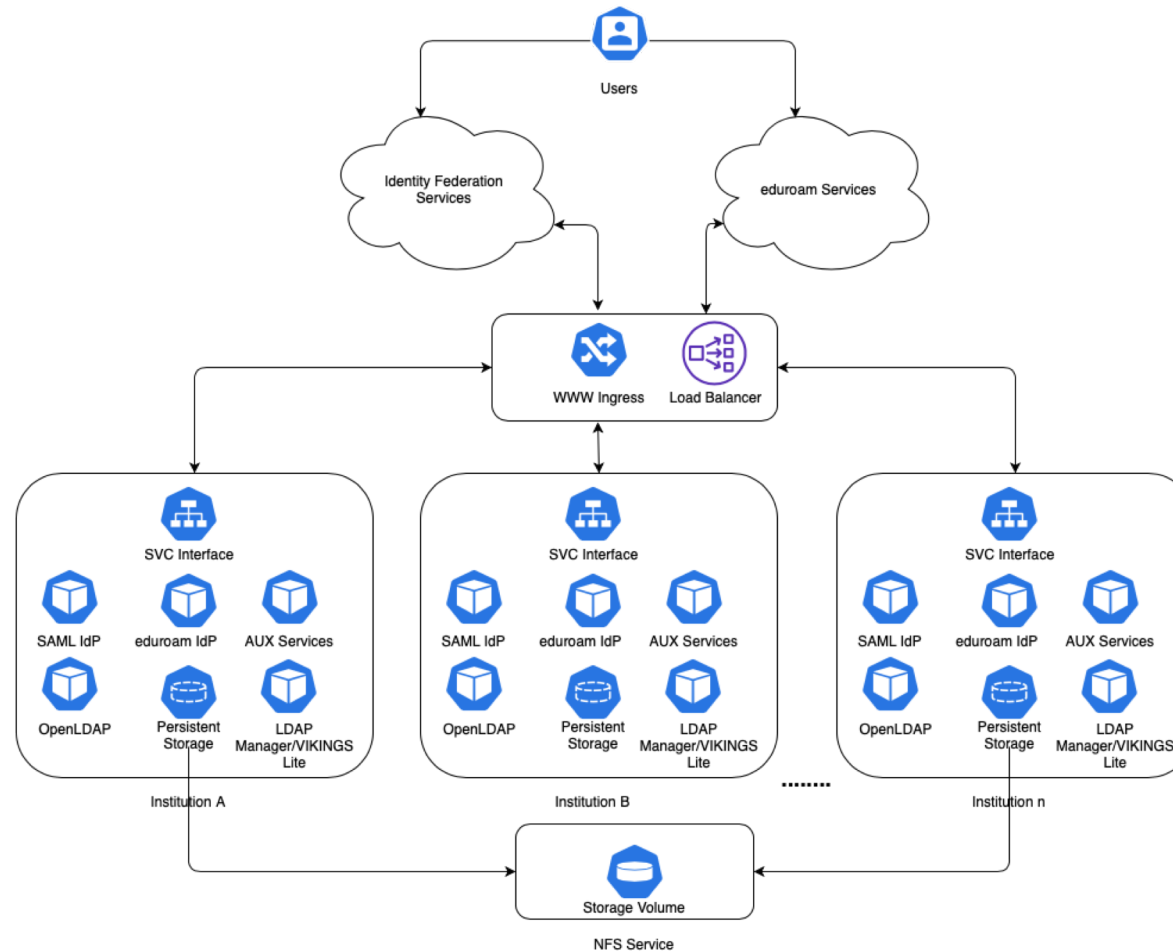 Users
Identity Federation
Services
eduroam Services
WWW Ingress
Load Balancer
SVC Interface
SAML IdP
eduroam IdP
AUX Services
OpenLDAP
Persistent
Storage
LDAP
Manager/VIKINGS
Lite
Institution A
SVC Interface
SAML IdP
eduroam IdP
AUX Services
OpenLDAP
Persistent
Storage
LDAP
Manager/VIKINGS
Lite
Institution B
........
SVC Interface
SAML IdP
eduroam IdP
AUX Services
OpenLDAP
Persistent
Storage
LDAP
Manager/VIKINGS
Lite
Institution n
Storage Volume
NFS Service